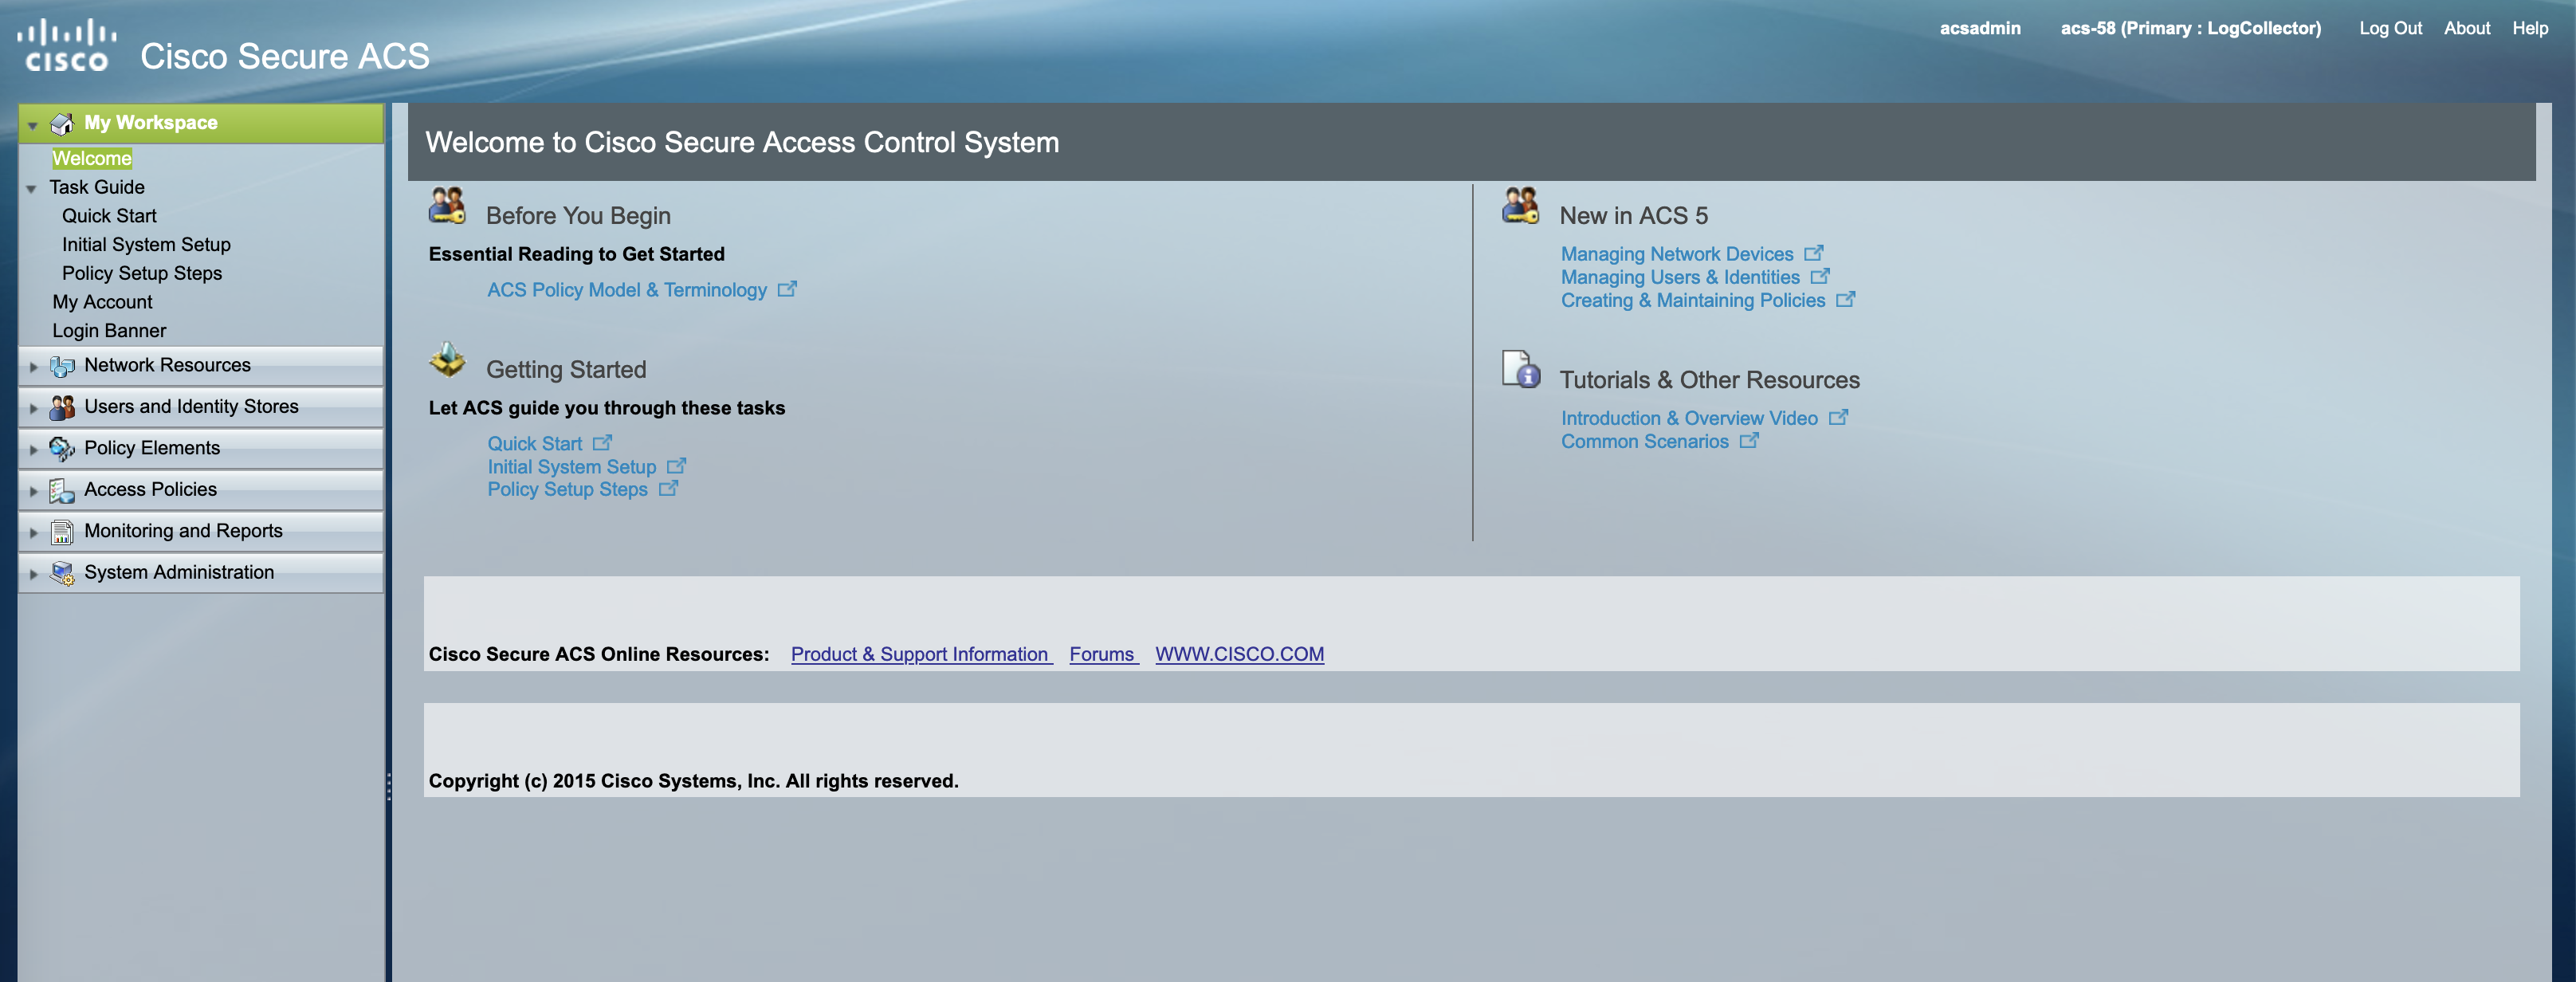 CISCO
Cisco Secure ACS
acsadmin acs-58 (Primary : LogCollector) Log Out About Help
My Workspace
Welcome
Task Guide
Quick Start
Initial System Setup
Policy Setup Steps
My Account
Login Banner
Network Resources
Users and Identity Stores
Policy Elements
Access Policies
Monitoring and Reports
System Administration
Welcome to Cisco Secure Access Control System
Before You Begin
Essential Reading to Get Started
ACS Policy Model & Terminology
Getting Started
Let ACS guide you through these tasks
Quick Start
Initial System Setup
Policy Setup Steps
New in ACS 5
Managing Network Devices
Managing Users & Identities
Creating & Maintaining Policies
Tutorials & Other Resources
Introduction & Overview Video
Common Scenarios
Cisco Secure ACS Online Resources: Product & Support Information Forums WWW.CISCO.COM
Copyright (c) 2015 Cisco Systems, Inc. All rights reserved.